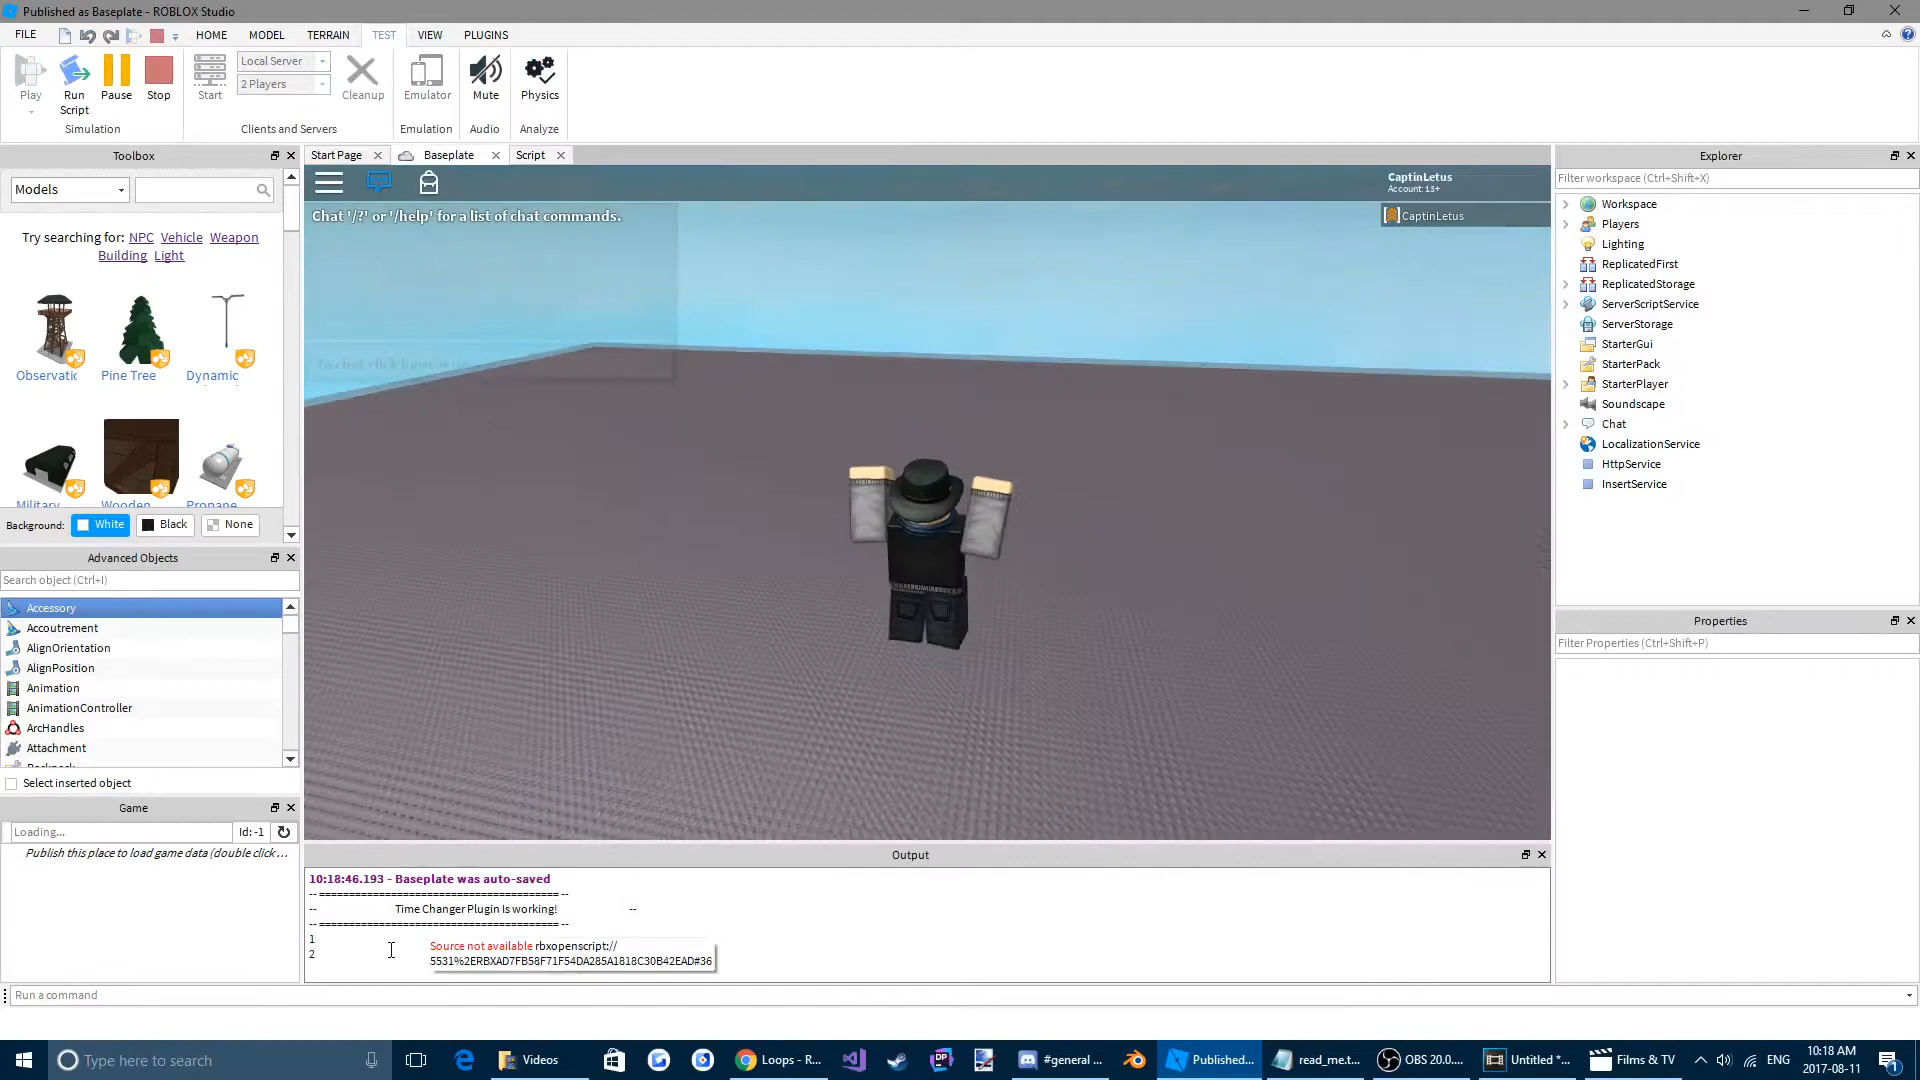 Published as Baseplate - ROBLOX Studio
FILE
HOME
MODEL
TERRAIN
TEST
VIEW
PLUGINS
Play
Run
Script
Pause
Stop
Simulation
Start
Local Server
2 Players
Cleanup
Clients and Servers
Emulator
Emulation
Mute
Audio
Physics
Analyze
Toolbox
Models
Try searching for: NPC Vehicle Weapon
Building Light
Observatic
Pine Tree
Dynamic
Military
Wooden
Propane
Background:
White
Black
None
Advanced Objects
Search object (Ctrl+I)
Accessory
Accoutrement
AlignOrientation
AlignPosition
Animation
AnimationController
ArcHandles
Attachment
Backpack
Select inserted object
Game
Loading...
Id: -1
Publish this place to load game data (double click ...
Start Page
Baseplate
Script
Chat '/?' or '/help' for a list of chat commands.
CaptinLetus
Account: 13+
CaptinLetus
Output
10:18:46.193 - Baseplate was auto-saved
-- ======================================== --
-- Time Changer Plugin Is working! --
-- ======================================== --
1
2
Source not available rbxopenscript://
5531%2ERBXAD7FB58F71F54DA285A1818C30B42EAD#36
Run a command
Explorer
Filter workspace (Ctrl+Shift+X)
Workspace
Players
Lighting
ReplicatedFirst
ReplicatedStorage
ServerScriptService
ServerStorage
StarterGui
StarterPack
StarterPlayer
Soundscape
Chat
LocalizationService
HttpService
InsertService
Properties
Filter Properties (Ctrl+Shift+P)
Type here to search
Videos
Loops - R...
#general ...
Published...
read_me.t...
OBS 20.0....
Untitled *...
Films & TV
ENG
10:18 AM
2017-08-11
1